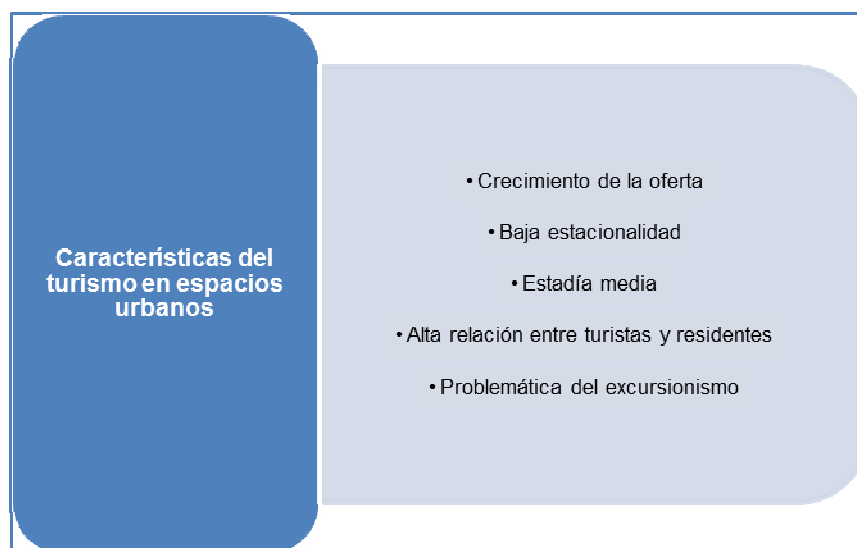 Características del
turismo en espacios
urbanos
• Crecimiento de la oferta
• Baja estacionalidad
• Estadía media
• Alta relación entre turistas y residentes
• Problemática del excursionismo